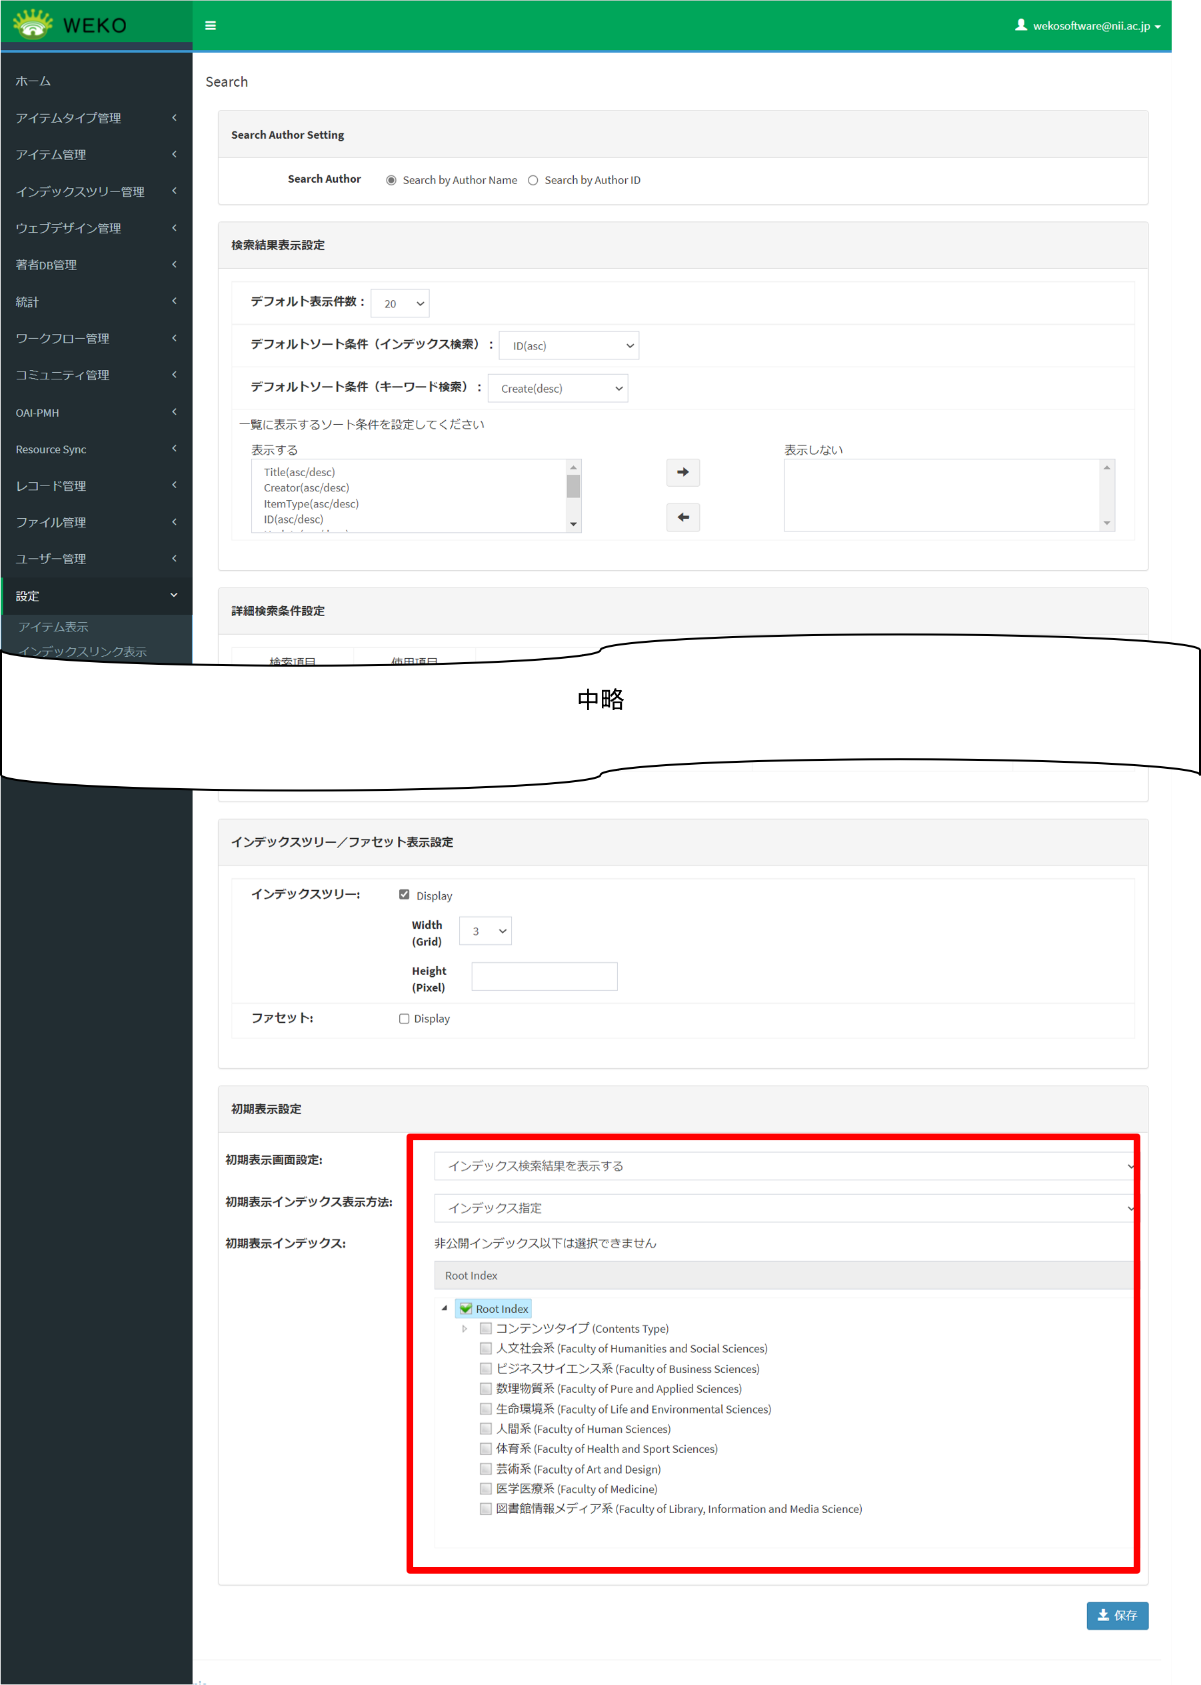 WEKO
wekosoftware@nii.ac.jp
ホーム
アイテムタイプ管理
アイテム管理
インデックスツリー管理
ウェブデザイン管理
著者DB管理
統計
ワークフロー管理
コミュニティ管理
OAI-PMH
Resource Sync
レコード管理
ファイル管理
ユーザー管理
設定
アイテム表示
インデックスリンク表示
Search
Search Author Setting
Search Author Search by Author Name Search by Author ID
検索結果表示設定
デフォルト表示件数： 20
デフォルトソート条件（インデックス検索）： ID(asc)
デフォルトソート条件（キーワード検索）： Create(desc)
一覧に表示するソート条件を設定してください
表示する 表示しない
Title(asc/desc)
Creator(asc/desc)
ItemType(asc/desc)
ID(asc/desc)
詳細検索条件設定
検索項目 使用項目
中略
インデックスツリー／ファセット表示設定
インデックスツリー: Display
Width
(Grid) 3
Height
(Pixel)
ファセット: Display
初期表示設定
初期表示画面設定: インデックス検索結果を表示する
初期表示インデックス表示方法: インデックス指定
初期表示インデックス: 非公開インデックス以下は選択できません
Root Index
Root Index
コンテンツタイプ (Contents Type)
人文社会系 (Faculty of Humanities and Social Sciences)
ビジネスサイエンス系 (Faculty of Business Sciences)
数理物質系 (Faculty of Pure and Applied Sciences)
生命環境系 (Faculty of Life and Environmental Sciences)
人間系 (Faculty of Human Sciences)
体育系 (Faculty of Health and Sport Sciences)
芸術系 (Faculty of Art and Design)
医学医療系 (Faculty of Medicine)
図書館情報メディア系 (Faculty of Library, Information and Media Science)
保存